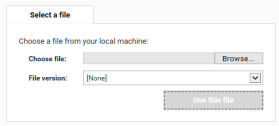 Select a file
Choose a file from your local machine:
Choose file: Browse...
File version: [None]
Use this file